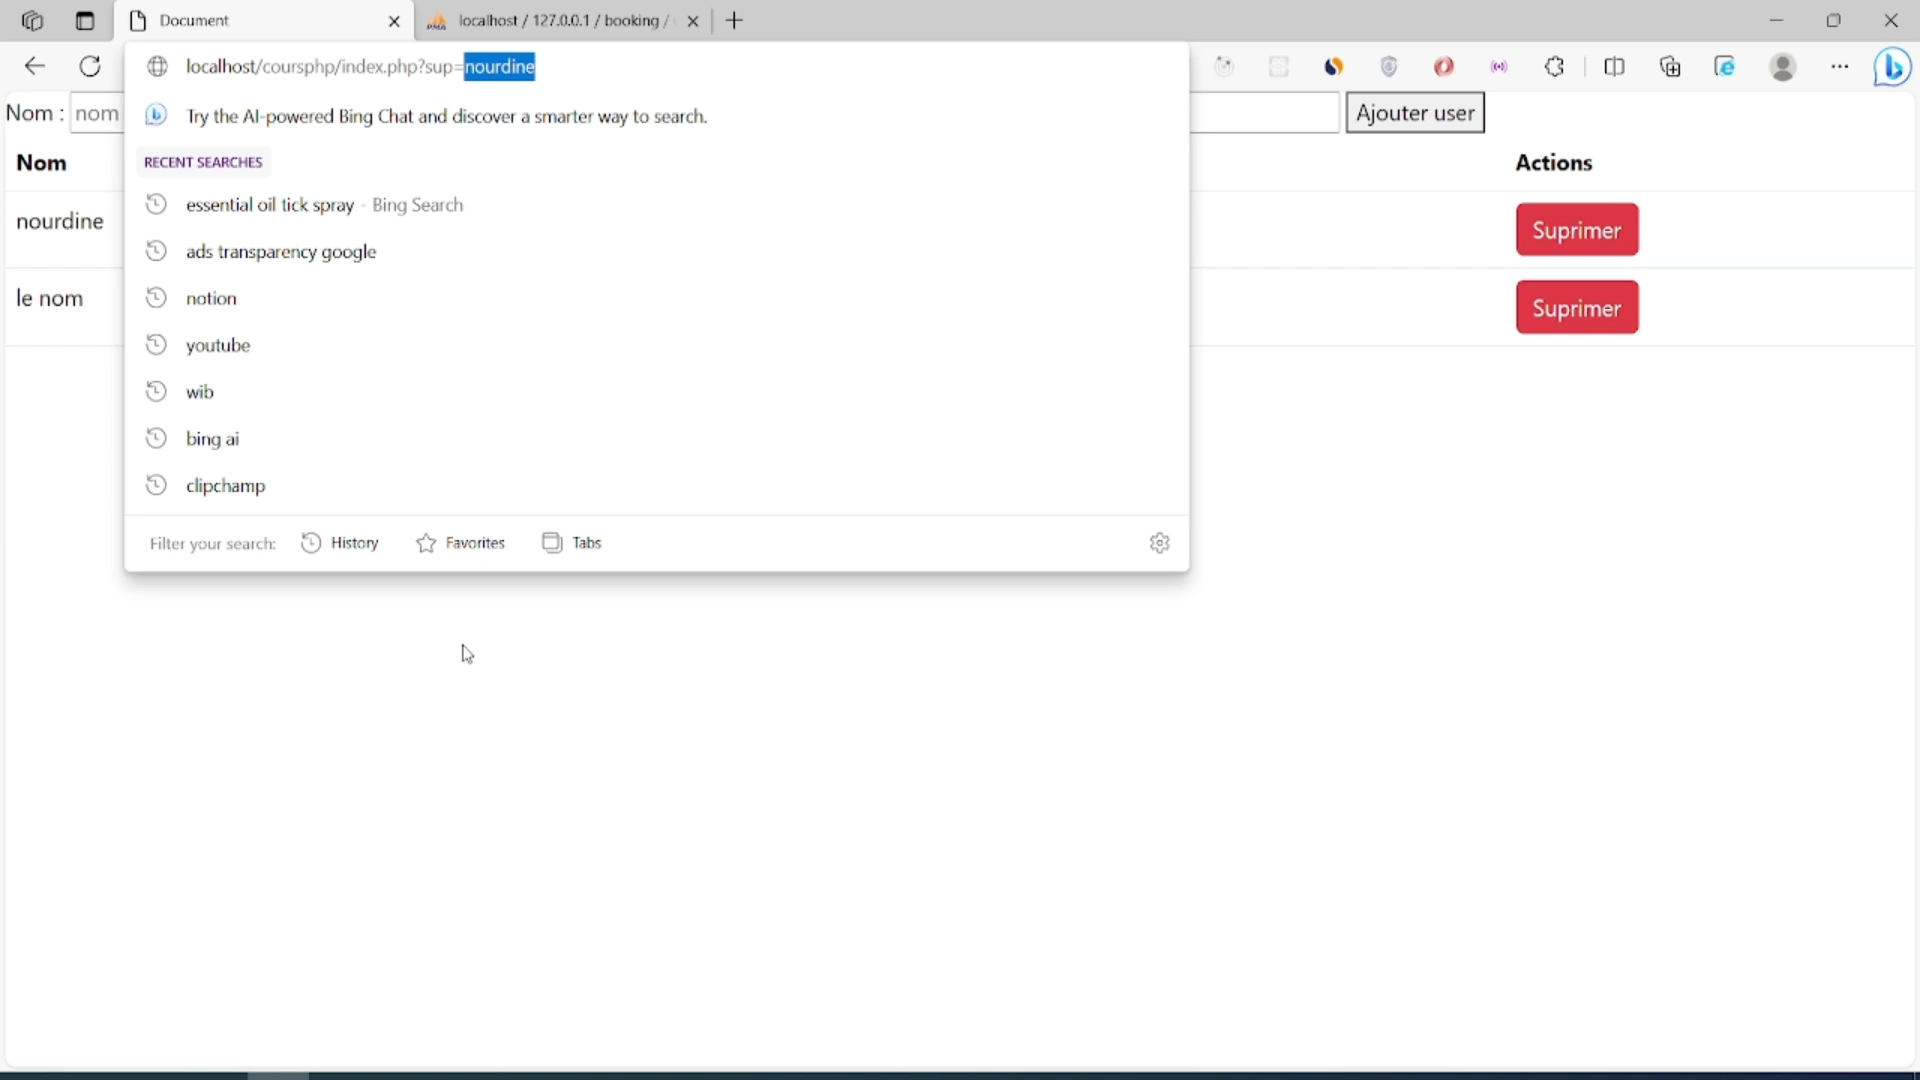 Document
localhost / 127.0.0.1 / booking /
localhost/coursphp/index.php?sup=nourdine
Nom : nom
Try the AI-powered Bing Chat and discover a smarter way to search.
Ajouter user
Nom
RECENT SEARCHES
Actions
essential oil tick spray - Bing Search
nourdine
Suprimer
ads transparency google
le nom
notion
Suprimer
youtube
wib
bing ai
clipchamp
Filter your search: History Favorites Tabs